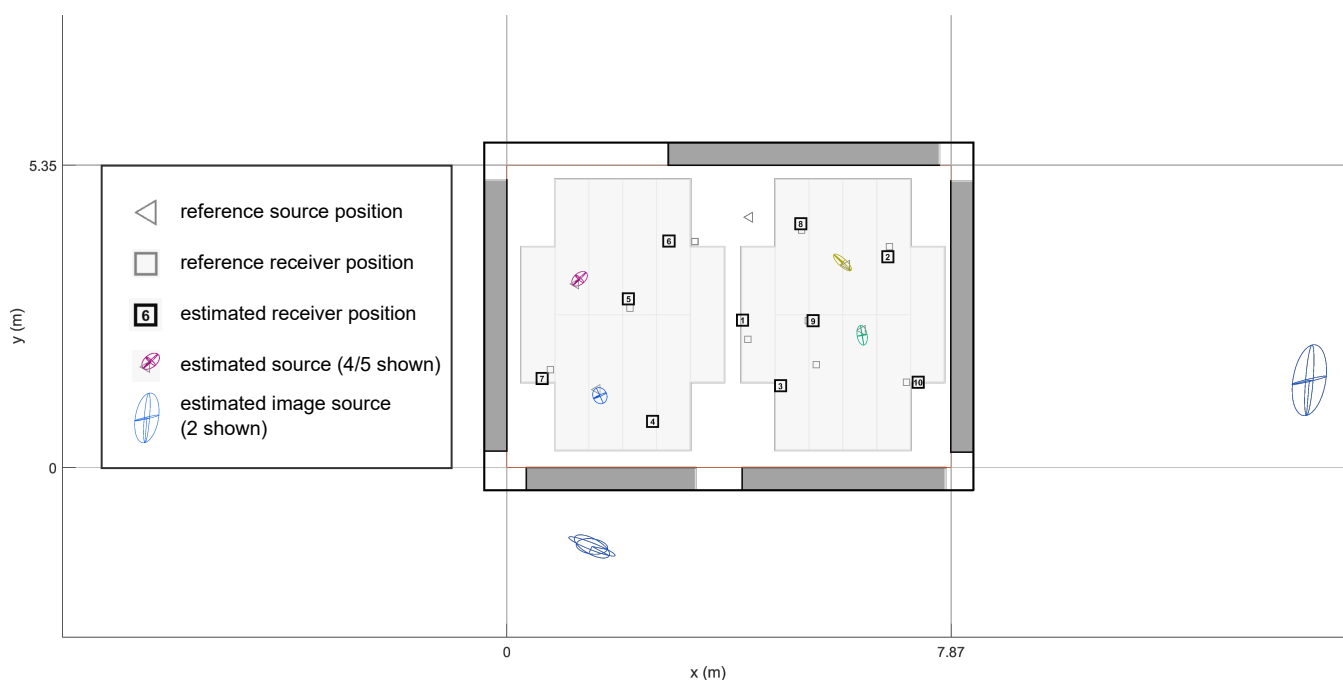 5.35
reference source position
reference receiver position
6 estimated receiver position
estimated source (4/5 shown)
estimated image source
(2 shown)
8
6
2
5
1
9
7
3
10
4
y (m)
0
0
7.87
x (m)